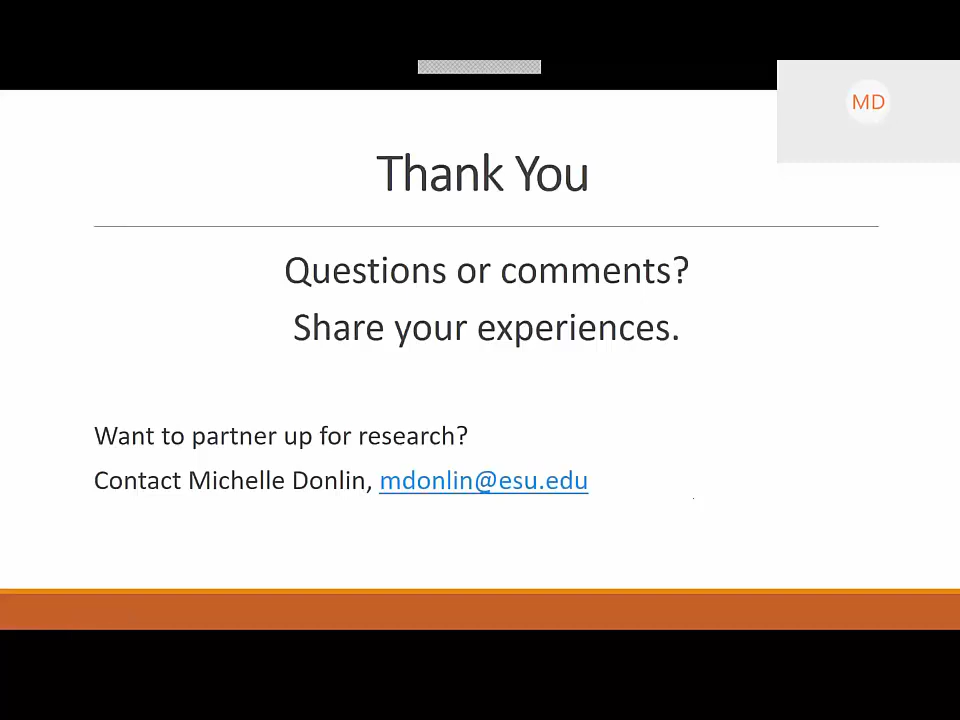 MD
Thank You
Questions or comments?
Share your experiences.
Want to partner up for research?
Contact Michelle Donlin, mdonlin@esu.edu